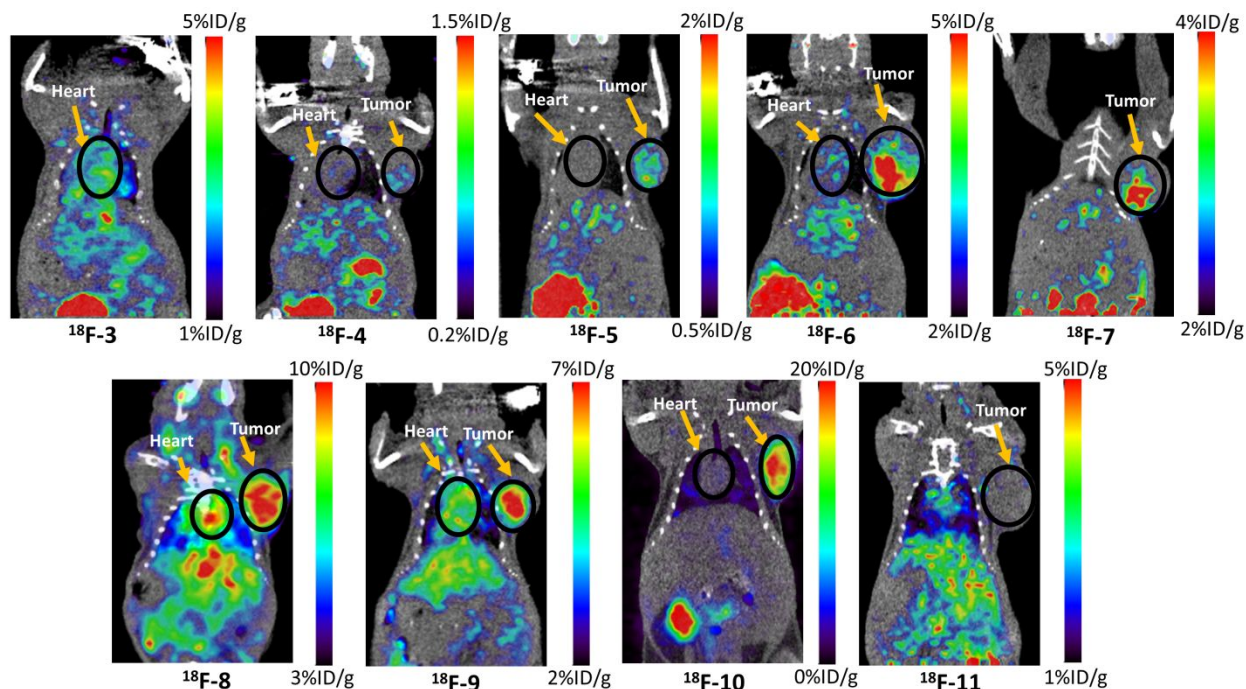 5%ID/g
1.5%ID/g
2%ID/g
5%ID/g
4%ID/g
Heart
Heart
Tumor
Heart
Tumor
Heart
Tumor
Tumor
¹⁸F-3
1%ID/g
¹⁸F-4
0.2%ID/g
¹⁸F-5
0.5%ID/g
¹⁸F-6
2%ID/g
¹⁸F-7
2%ID/g
10%ID/g
7%ID/g
20%ID/g
5%ID/g
Heart
Tumor
Heart
Tumor
Heart
Tumor
Tumor
¹⁸F-8
3%ID/g
¹⁸F-9
2%ID/g
¹⁸F-10
0%ID/g
¹⁸F-11
1%ID/g